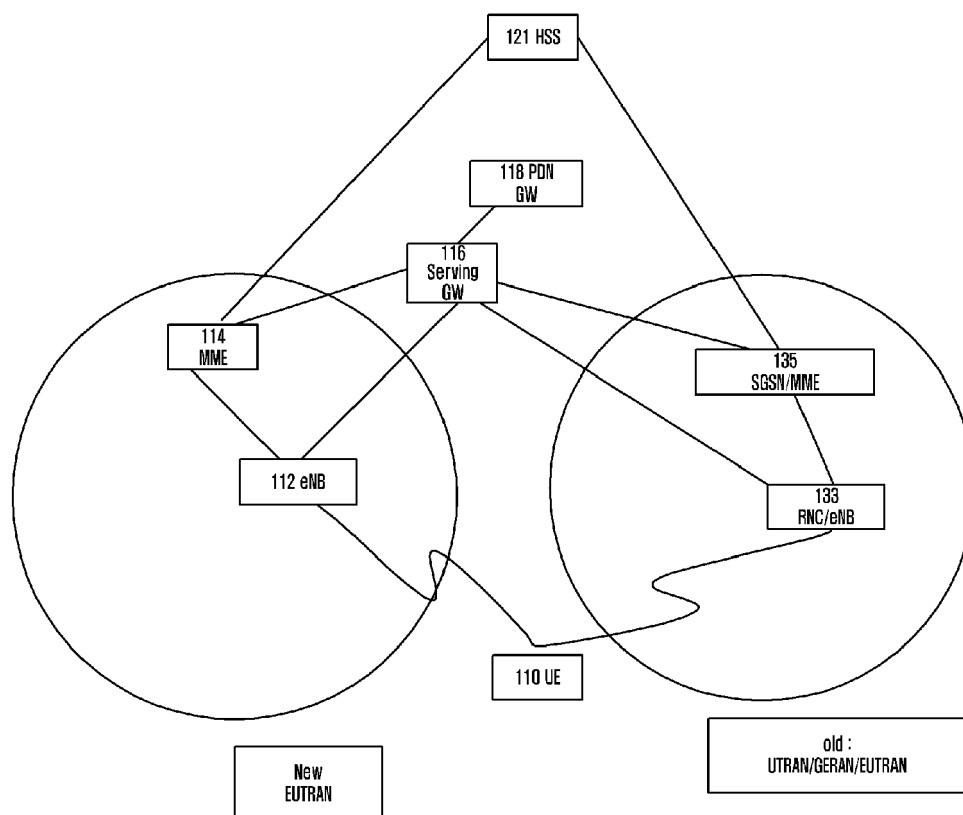 121 HSS
118 PDN
GW
116
Serving
GW
114
MME
135
SGSN/MME
112 eNB
133
RNC/eNB
110 UE
New
EUTRAN
old :
UTRAN/GERAN/EUTRAN